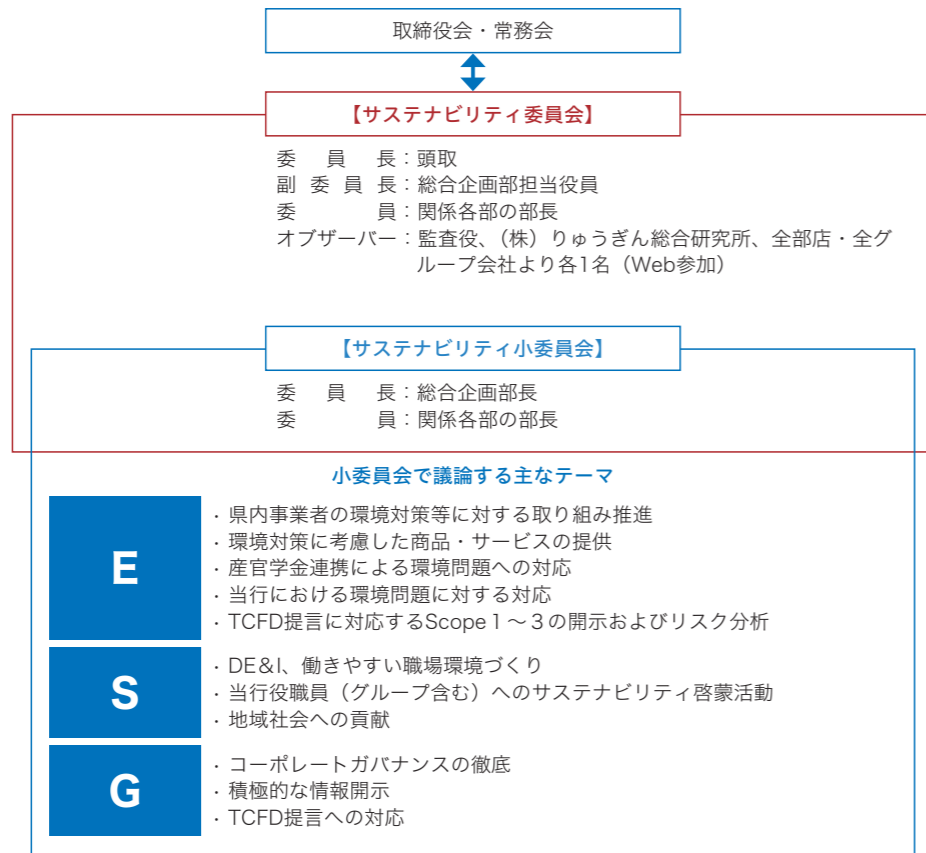 取締役会・常務会
【サステナビリティ委員会】
委員長：頭取
副委員長：総合企画部担当役員
委員：関係各部の部長
オブザーバー：監査役、（株）りゅうぎん総合研究所、全部店・全グ
ループ会社より各1名（Web参加）
【サステナビリティ小委員会】
委員長：総合企画部長
委員：関係各部の部長
小委員会で議論する主なテーマ
E
・県内事業者の環境対策等に対する取り組み推進
・環境対策に考慮した商品・サービスの提供
・産官学金連携による環境問題への対応
・当行における環境問題に対する対応
・TCFD提言に対応するScope１～３の開示およびリスク分析
S
・DE&I、働きやすい職場環境づくり
・当行役職員（グループ含む）へのサステナビリティ啓蒙活動
・地域社会への貢献
G
・コーポレートガバナンスの徹底
・積極的な情報開示
・TCFD提言への対応